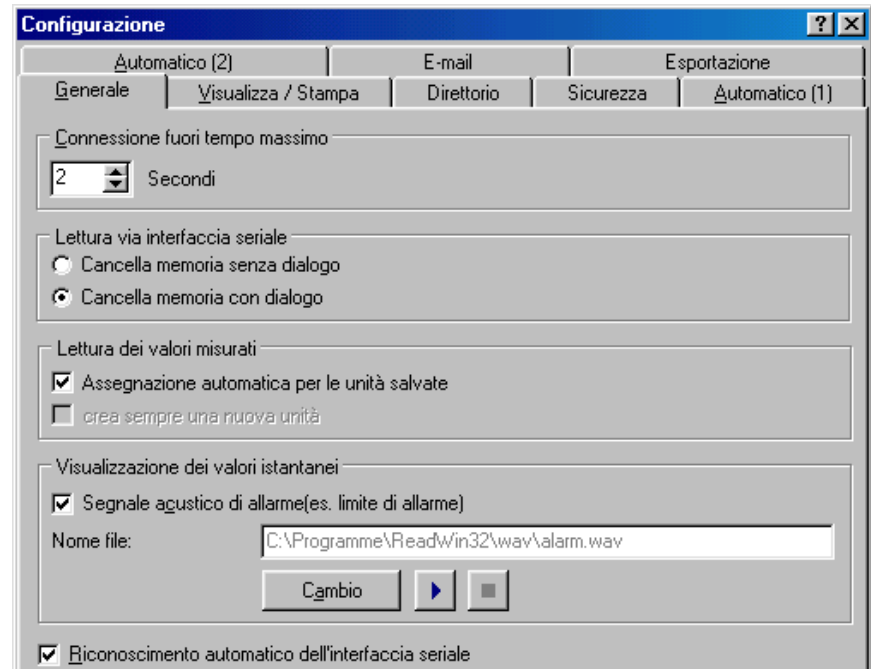 Configurazione
Automatico (2) E-mail Esportazione
Generale Visualizza / Stampa Direttorio Sicurezza Automatico (1)
Connessione fuori tempo massimo
2 Secondi
Lettura via interfaccia seriale
Cancella memoria senza dialogo
Cancella memoria con dialogo
Lettura dei valori misurati
Assegnazione automatica per le unità salvate
crea sempre una nuova unità
Visualizzazione dei valori istantanei
Segnale acustico di allarme(es. limite di allarme)
Nome file: C:\Programme\ReadWin32\wav\alarm.wav
Cambio
Riconoscimento automatico dell'interfaccia seriale